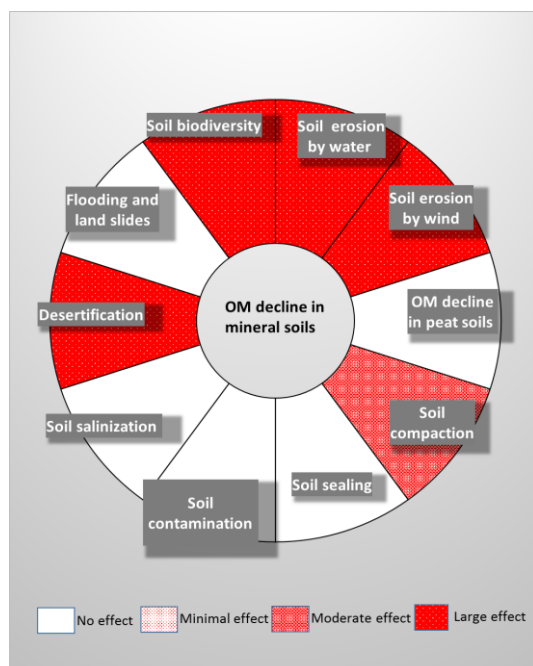 Soil biodiversity
Soil erosion
by water
Soil erosion
by wind
Flooding and
land slides
OM decline
in peat soils
OM decline in
mineral soils
Desertification
Soil
compaction
Soil salinization
Soil sealing
Soil
contamination
No effect
Minimal effect
Moderate effect
Large effect